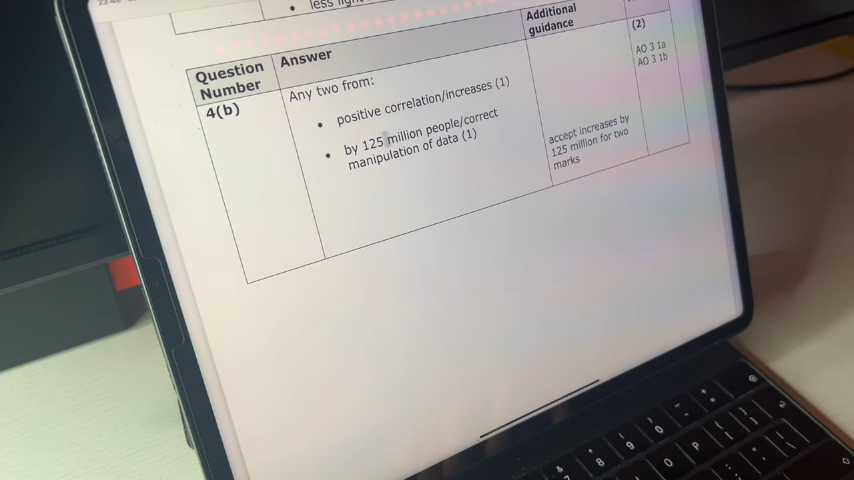 23:46
less light
Question
Number
Answer
Additional
guidance
4(b)
Any two from:
• positive correlation/increases (1)
• by 125 million people/correct
manipulation of data (1)
accept increases by
125 million for two
marks
(2)
AO 3 1a
AO 3 1b